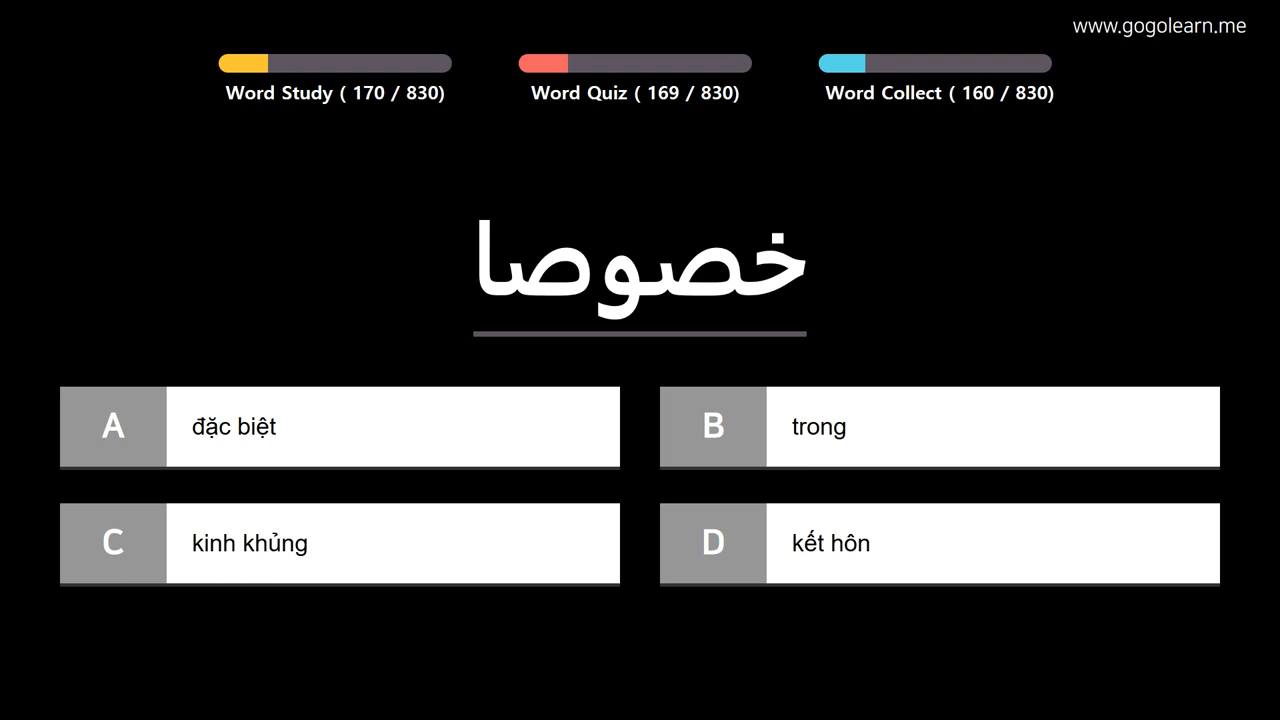 www.gogolearn.me
Word Study ( 170 / 830)
Word Quiz ( 169 / 830)
Word Collect ( 160 / 830)
خصوصا
A
đặc biệt
B
trong
C
kinh khủng
D
kết hôn